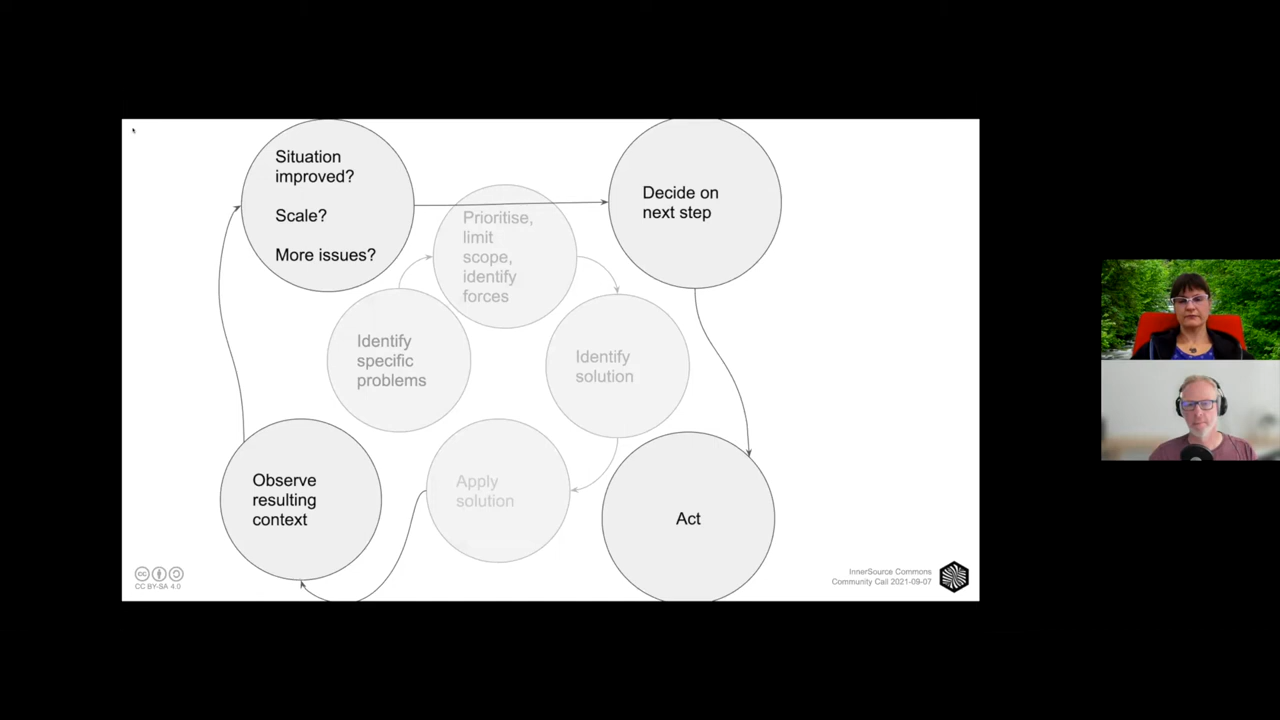 Situation
improved?
Scale?
More issues?
Prioritise,
limit
scope,
identify
forces
Decide on
next step
Identify
specific
problems
Identify
solution
Observe
resulting
context
Apply
solution
Act
CC BY-SA 4.0
InnerSource Commons
Community Call 2021-09-07